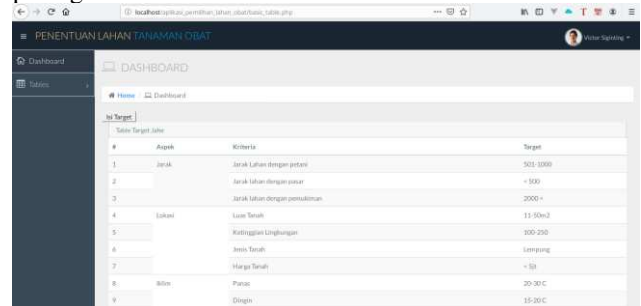 localhost/aplikasi_pemilihan_lahan_obat/basic_table.php
PENENTUAN LAHAN TANAMAN OBAT
Victor Siginting
Dashboard
Tables
DASHBOARD
Home / Dashboard
Isi Target
Table Target Jahe
# Aspek Kriteria Target
1 Jarak Jarak Lahan dengan petani 501-1000
2 Jarak lahan dengan pasar < 500
3 Jarak lahan dengan pemukiman 2000 <
4 Lokasi Luas Tanah 11-50m2
5 Ketinggian Lingkungan 100-250
6 Jenis Tanah Lempung
7 Harga Tanah
8 Iklim Panas 20-30 C
9 Dingin 15-20 C